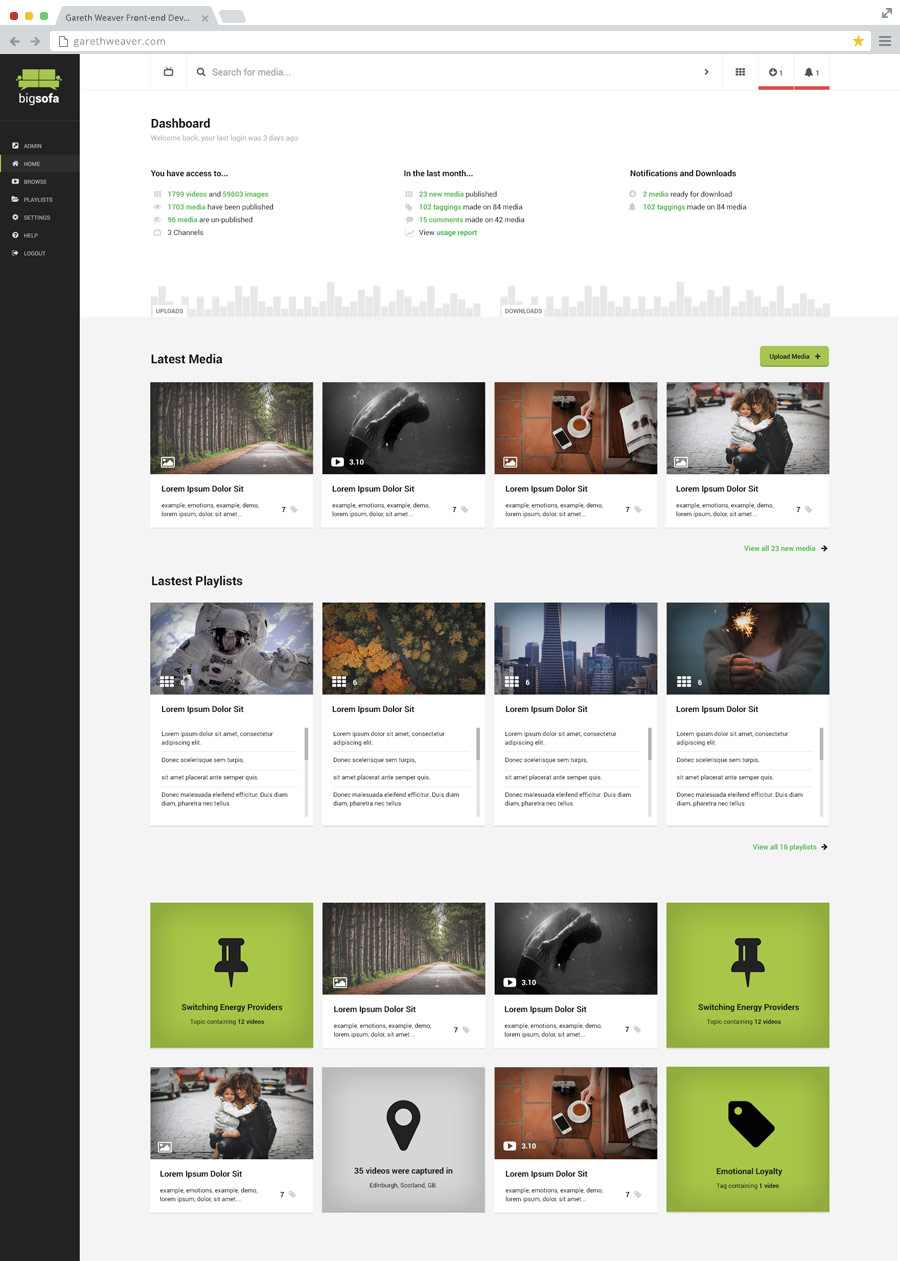 Gareth Weaver Front-end Dev...
garethweaver.com
bigsofa
Search for media...
1
1
ADMIN
HOME
BROWSE
PLAYLISTS
SETTINGS
HELP
LOGOUT
Dashboard
Welcome back, your last login was 3 days ago
You have access to...
1799 videos and 59603 images
1703 media have been published
96 media are un-published
3 Channels
In the last month...
23 new media published
102 taggings made on 84 media
15 comments made on 42 media
View usage report
Notifications and Downloads
2 media ready for download
102 taggings made on 84 media
UPLOADS
DOWNLOADS
Latest Media
Upload Media +
3.10
Lorem Ipsum Dolor Sit
example, emotions, example, demo,
lorem ipsum, dolor, sit amet...
7
Lorem Ipsum Dolor Sit
example, emotions, example, demo,
lorem ipsum, dolor, sit amet...
7
Lorem Ipsum Dolor Sit
example, emotions, example, demo,
lorem ipsum, dolor, sit amet...
7
Lorem Ipsum Dolor Sit
example, emotions, example, demo,
lorem ipsum, dolor, sit amet...
7
View all 23 new media
Lastest Playlists
6
6
6
6
Lorem Ipsum Dolor Sit
Lorem ipsum dolor sit amet, consectetur
adipiscing elit.
Donec scelerisque sem turpis,
sit amet placerat ante semper quis.
Donec malesuada eleifend efficitur. Duis diam
diam, pharetra nec tellus
Lorem Ipsum Dolor Sit
Lorem ipsum dolor sit amet, consectetur
adipiscing elit.
Donec scelerisque sem turpis,
sit amet placerat ante semper quis.
Donec malesuada eleifend efficitur. Duis diam
diam, pharetra nec tellus
Lorem Ipsum Dolor Sit
Lorem ipsum dolor sit amet, consectetur
adipiscing elit.
Donec scelerisque sem turpis,
sit amet placerat ante semper quis.
Donec malesuada eleifend efficitur. Duis diam
diam, pharetra nec tellus
Lorem Ipsum Dolor Sit
Lorem ipsum dolor sit amet, consectetur
adipiscing elit.
Donec scelerisque sem turpis,
sit amet placerat ante semper quis.
Donec malesuada eleifend efficitur. Duis diam
diam, pharetra nec tellus
View all 16 playlists
Switching Energy Providers
Topic containing 12 videos
Lorem Ipsum Dolor Sit
example, emotions, example, demo,
lorem ipsum, dolor, sit amet...
7
3.10
Lorem Ipsum Dolor Sit
example, emotions, example, demo,
lorem ipsum, dolor, sit amet...
7
Switching Energy Providers
Topic containing 12 videos
Lorem Ipsum Dolor Sit
example, emotions, example, demo,
lorem ipsum, dolor, sit amet...
7
35 videos were captured in
Edinburgh, Scotland, GB.
3.10
Lorem Ipsum Dolor Sit
example, emotions, example, demo,
lorem ipsum, dolor, sit amet...
7
Emotional Loyalty
Tag containing 1 video